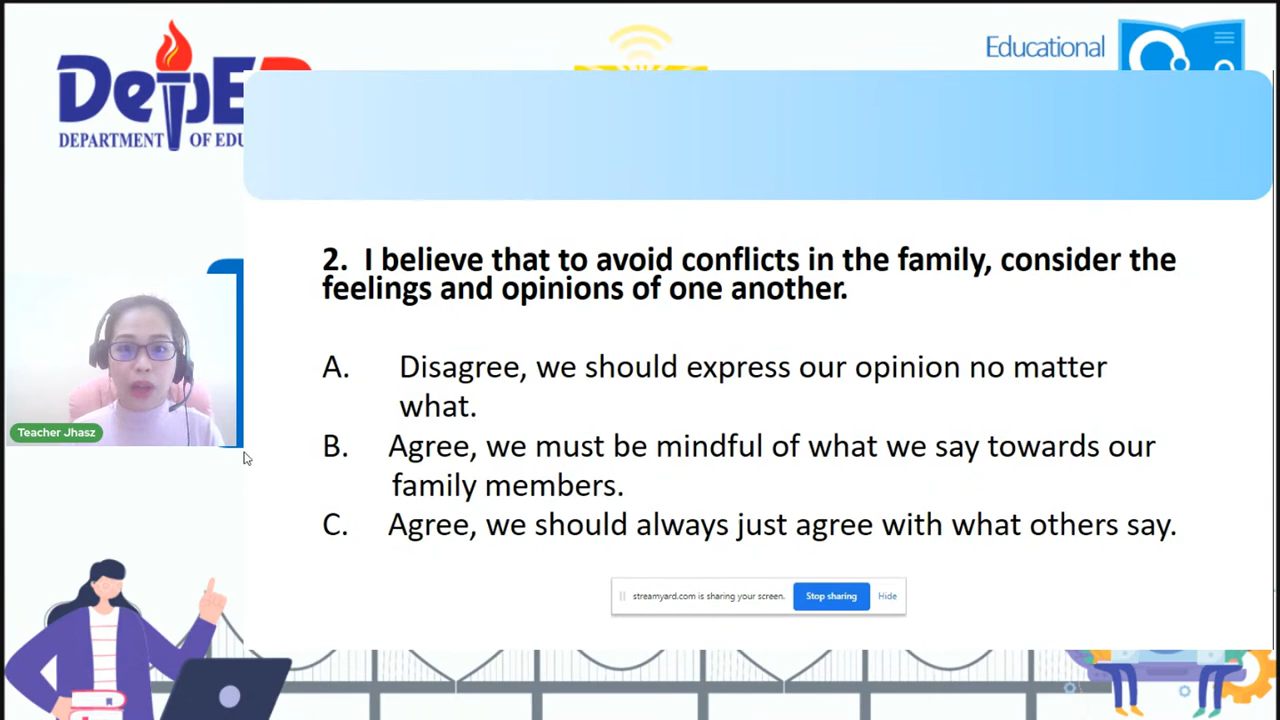 DepE
DEPARTMENT OF EDU
Educational
2. I believe that to avoid conflicts in the family, consider the
feelings and opinions of one another.
A. Disagree, we should express our opinion no matter
what.
B. Agree, we must be mindful of what we say towards our
family members.
C. Agree, we should always just agree with what others say.
Teacher Jhasz
streamyard.com is sharing your screen. Stop sharing Hide